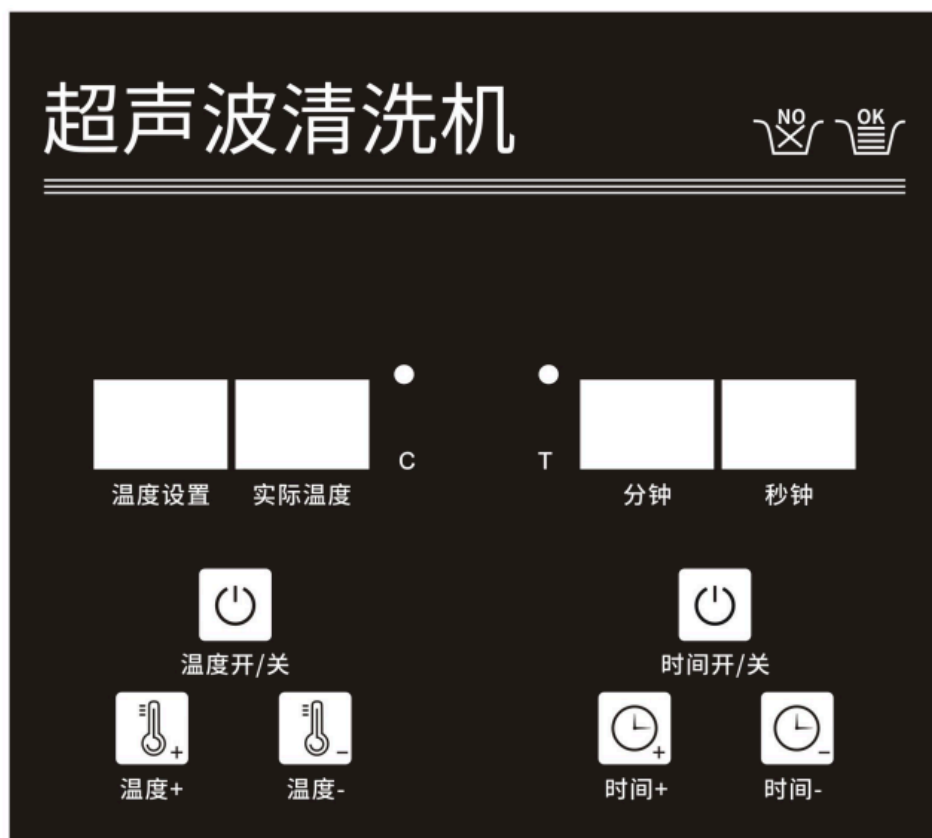 超声波清洗机
NO OK
C T
温度设置 实际温度 分钟 秒钟
温度开/关 时间开/关
温度+ 温度- 时间+ 时间-